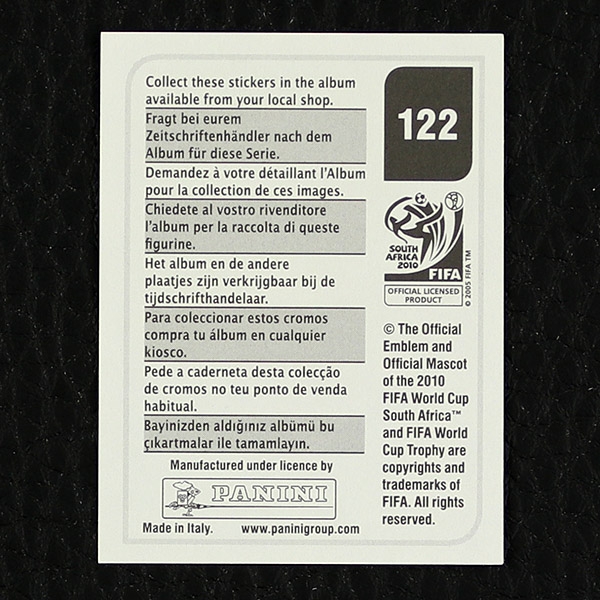 Collect these stickers in the album
available from your local shop.
Fragt bei eurem
Zeitschriftenhändler nach dem
Album für diese Serie.
Demandez à votre détaillant l'Album
pour la collection de ces images.
Chiedete al vostro rivenditore
l'album per la raccolta di queste
figurine.
Het album en de andere
plaatjes zijn verkrijgbaar bij de
tijdschrifthandelaar.
Para coleccionar estos cromos
compra tu álbum en cualquier
kiosco.
Pede a caderneta desta colecção
de cromos no teu ponto de venda
habitual.
Bayinizden aldığınız albümü bu
çıkartmalar ile tamamlayın.
Manufactured under licence by
PANINI
Made in Italy. www.paninigroup.com
122
SOUTH
AFRICA
2010
FIFA
OFFICIAL LICENSED
PRODUCT
© 2005 FIFA TM
© The Official
Emblem and
Official Mascot
of the 2010
FIFA World Cup
South Africa™
and FIFA World
Cup Trophy are
copyrights and
trademarks of
FIFA. All rights
reserved.